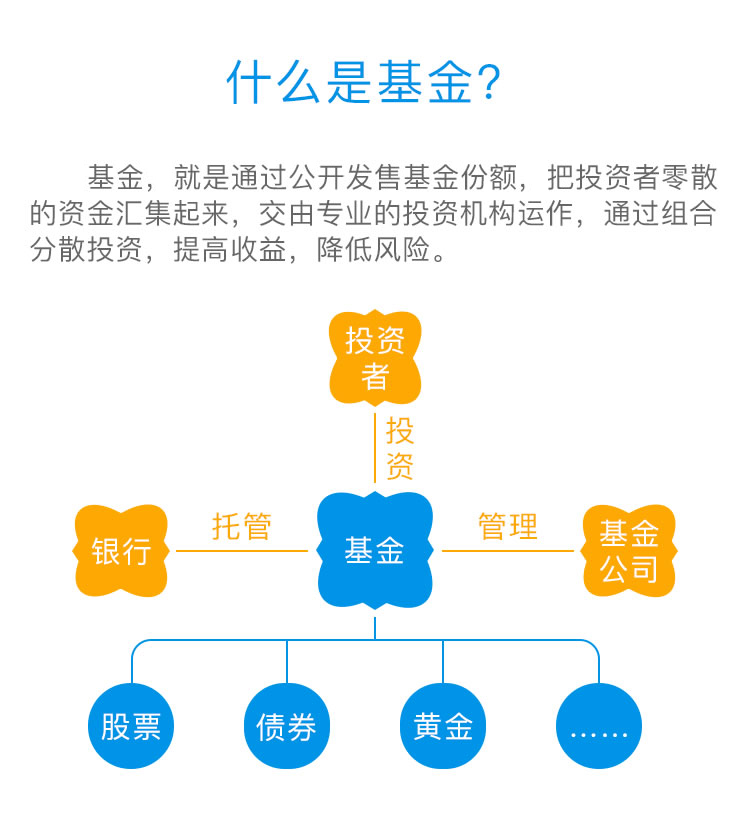 什么是基金?
基金，就是通过公开发售基金份额，把投资者零散
的资金汇集起来，交由专业的投资机构运作，通过组合
分散投资，提高收益，降低风险。
投资
者
投
资
银行
托管
基金
管理
基金
公司
股票
债券
黄金
……